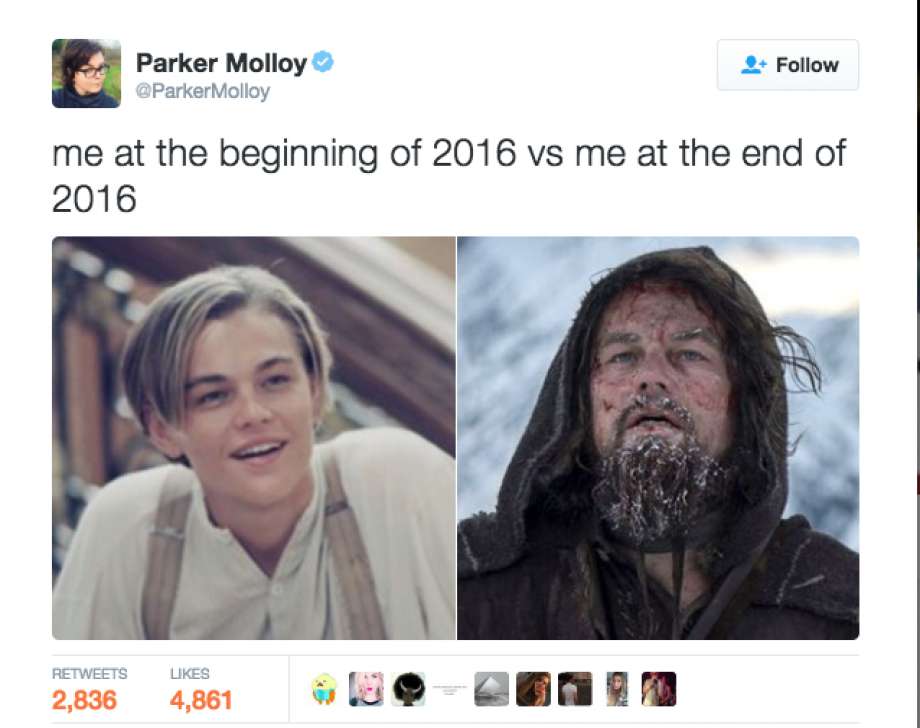 Parker Molloy
@ParkerMolloy
Follow
me at the beginning of 2016 vs me at the end of
2016
RETWEETS
LIKES
2,836
4,861